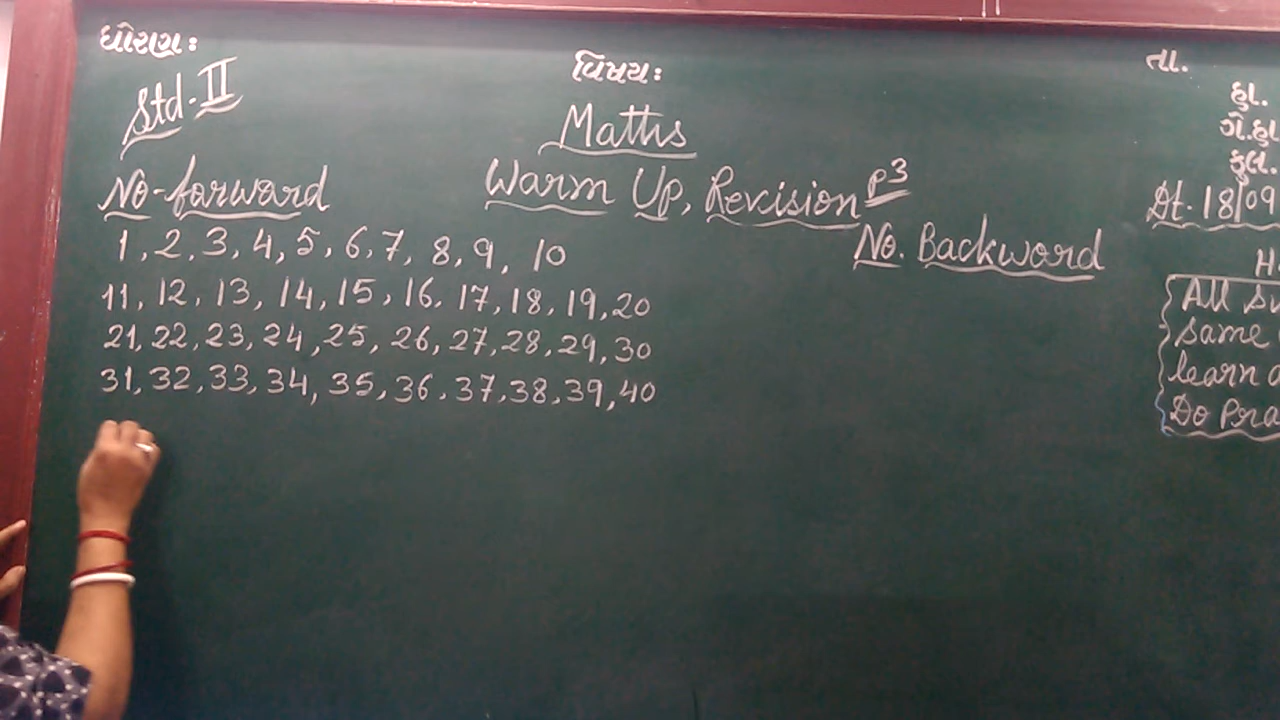 ધોરણ:
Std-II
વિષય:
Maths
Warm Up, Revision P3
No-forward
1, 2, 3, 4, 5, 6, 7, 8, 9, 10
11, 12, 13, 14, 15, 16, 17, 18, 19, 20
21, 22, 23, 24, 25, 26, 27, 28, 29, 30
31, 32, 33, 34, 35, 36, 37, 38, 39, 40
No. Backword
તા.
હા.
ગે.હા
કુલ.
Dt. 18/09
All
same
learn
Do